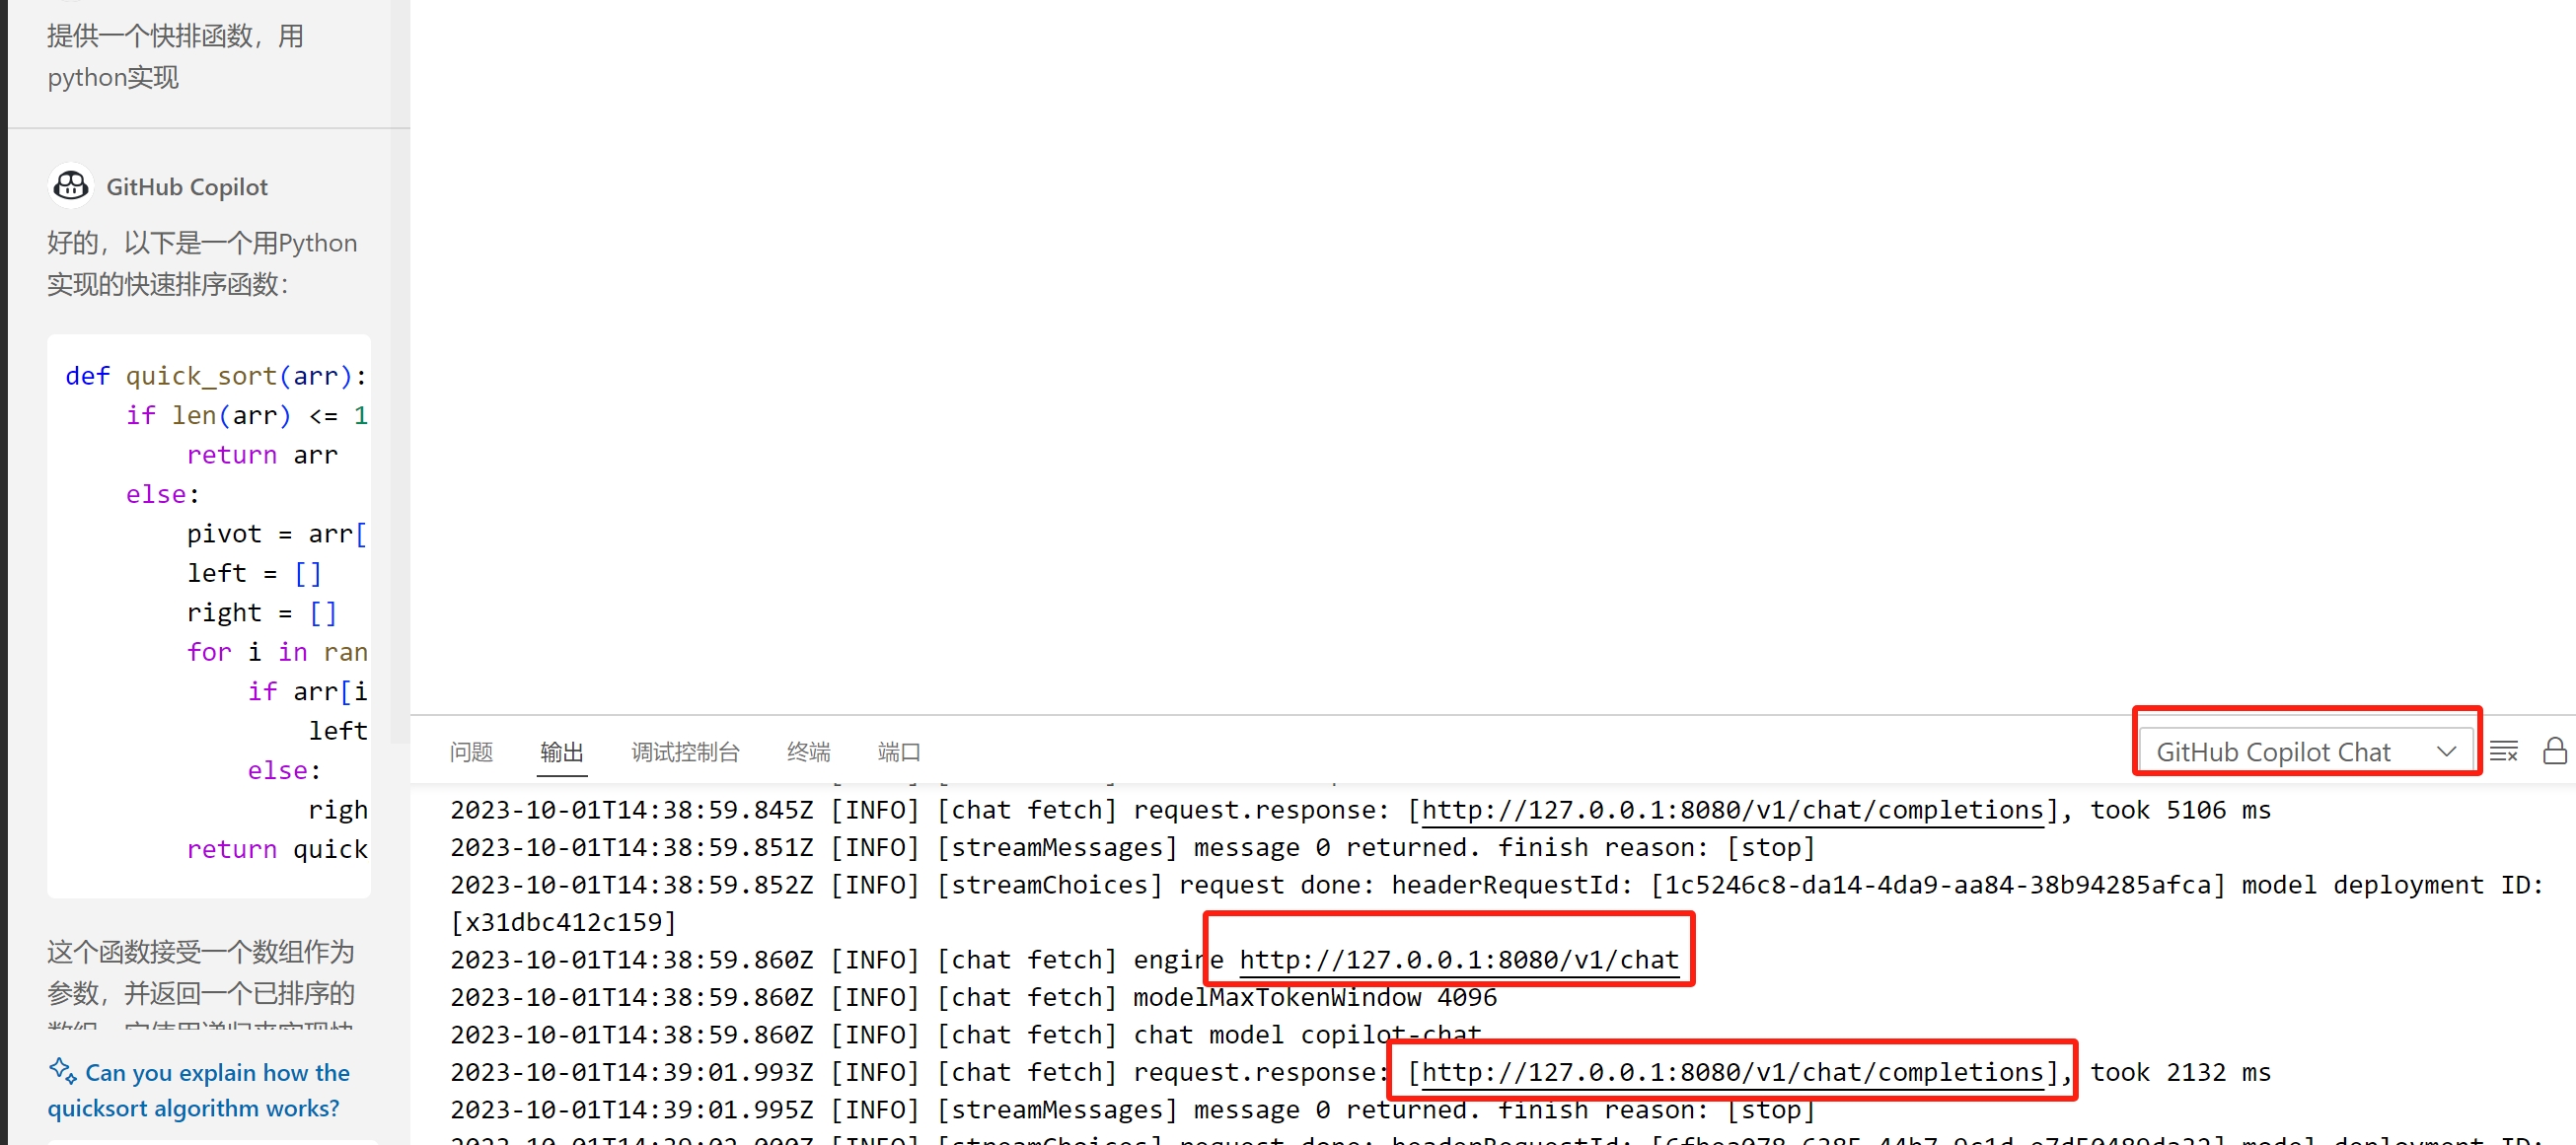 提供一个快排函数，用
python实现
GitHub Copilot
好的，以下是一个用Python
实现的快速排序函数：
def quick_sort(arr):
if len(arr) <= 1
return arr
else:
pivot = arr[
left = []
right = []
for i in ran
if arr[i
left
else:
righ
return quick
这个函数接受一个数组作为
参数，并返回一个已排序的
Can you explain how the
quicksort algorithm works?
问题 输出 调试控制台 终端 端口 GitHub Copilot Chat
2023-10-01T14:38:59.845Z [INFO] [chat fetch] request.response: [http://127.0.0.1:8080/v1/chat/completions], took 5106 ms
2023-10-01T14:38:59.851Z [INFO] [streamMessages] message 0 returned. finish reason: [stop]
2023-10-01T14:38:59.852Z [INFO] [streamChoices] request done: headerRequestId: [1c5246c8-da14-4da9-aa84-38b94285afca] model deployment ID:
[x31dbc412c159]
2023-10-01T14:38:59.860Z [INFO] [chat fetch] engine http://127.0.0.1:8080/v1/chat
2023-10-01T14:38:59.860Z [INFO] [chat fetch] modelMaxTokenWindow 4096
2023-10-01T14:38:59.860Z [INFO] [chat fetch] chat model copilot-chat
2023-10-01T14:39:01.993Z [INFO] [chat fetch] request.response: [http://127.0.0.1:8080/v1/chat/completions], took 2132 ms
2023-10-01T14:39:01.995Z [INFO] [streamMessages] message 0 returned. finish reason: [stop]